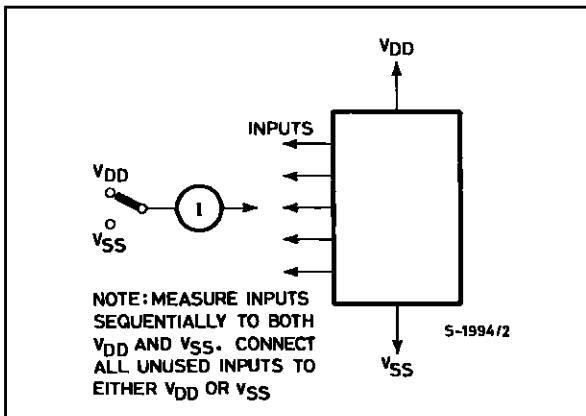 VDD
INPUTS
VDD
I
VSS
NOTE: MEASURE INPUTS
SEQUENTIALLY TO BOTH
VDD AND VSS. CONNECT
ALL UNUSED INPUTS TO
EITHER VDD OR VSS
S-1994/2
VSS